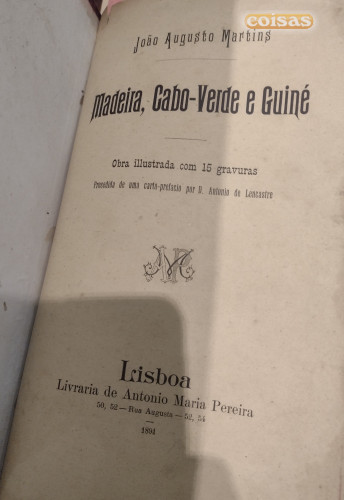 coisas
João Augusto Martins
Madeira, Cabo-Verde e Guiné
Obra illustrada com 15 gravuras
Precedida de uma carta-prefacio por D. Antonio de Lencastre
Lisboa
Livraria de Antonio Maria Pereira
50, 52 — Rua Augusta — 52, 54
1891